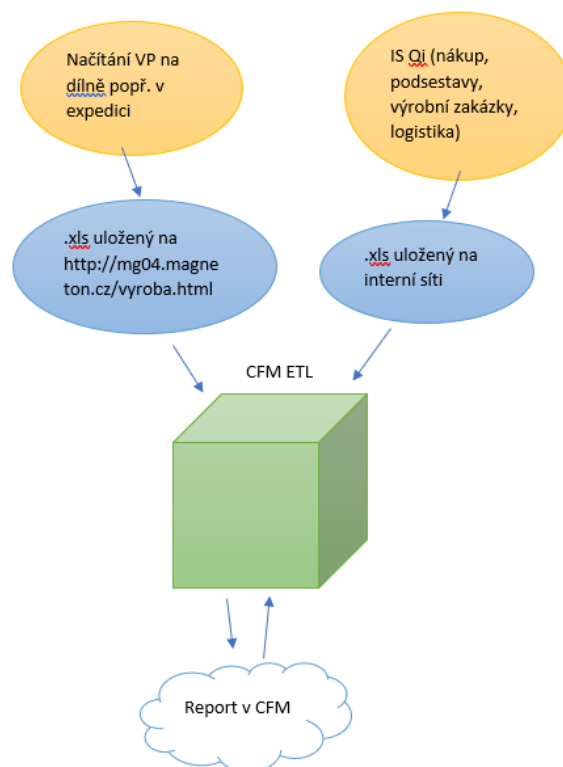 Načítání VP na
dílně popř. v
expedici
IS Qi (nákup,
podsestavy,
výrobní zakázky,
logistika)
.xls uložený na
http://mg04.magne
ton.cz/vyroba.html
.xls uložený na
interní síti
CFM ETL
Report v CFM